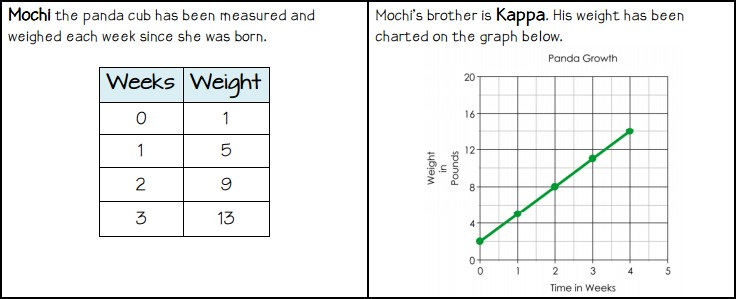 Mochi the panda cub has been measured and
weighed each week since she was born.
Weeks Weight
0 1
1 5
2 9
3 13
Mochi's brother is Kappa. His weight has been
charted on the graph below.
Panda Growth
Weight
in
Pounds
20
16
12
8
4
0
0 1 2 3 4 5
Time in Weeks